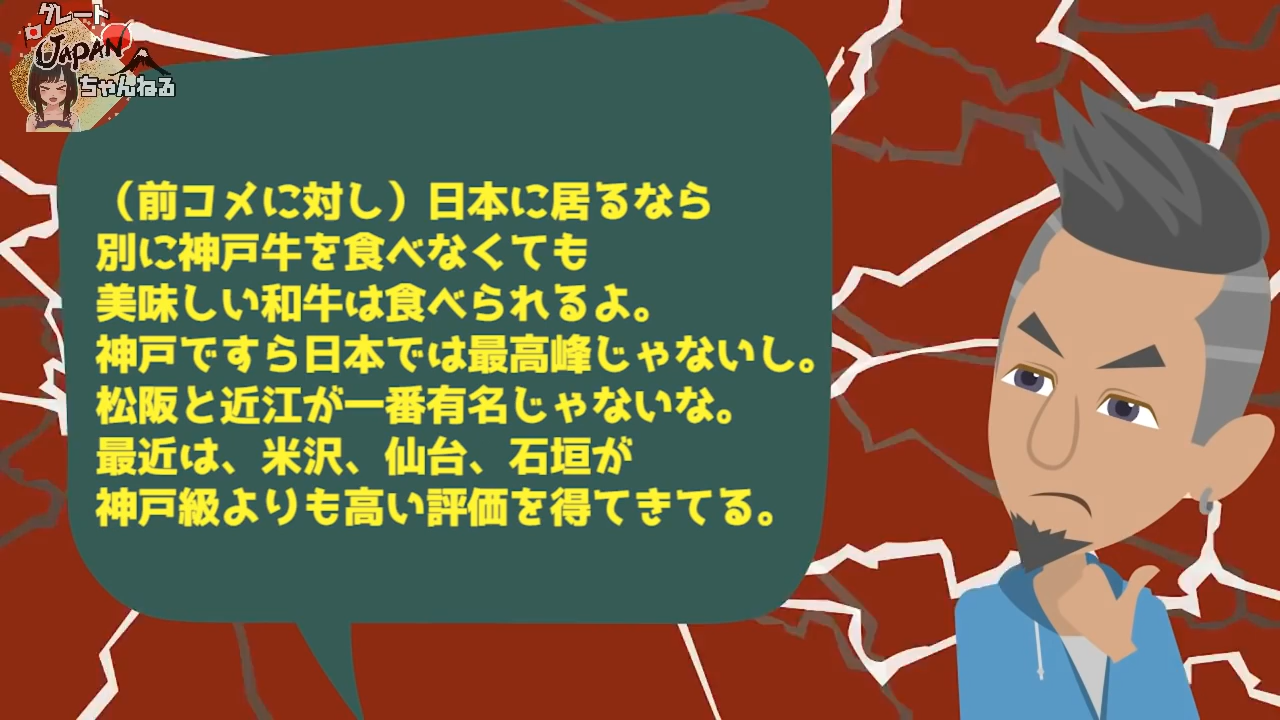 グレート
JAPAN
ちゃんねる
（前コメに対し）日本に居るなら
別に神戸牛を食べなくても
美味しい和牛は食べられるよ。
神戸ですら日本では最高峰じゃないし。
松阪と近江が一番有名じゃないな。
最近は、米沢、仙台、石垣が
神戸級よりも高い評価を得てきてる。